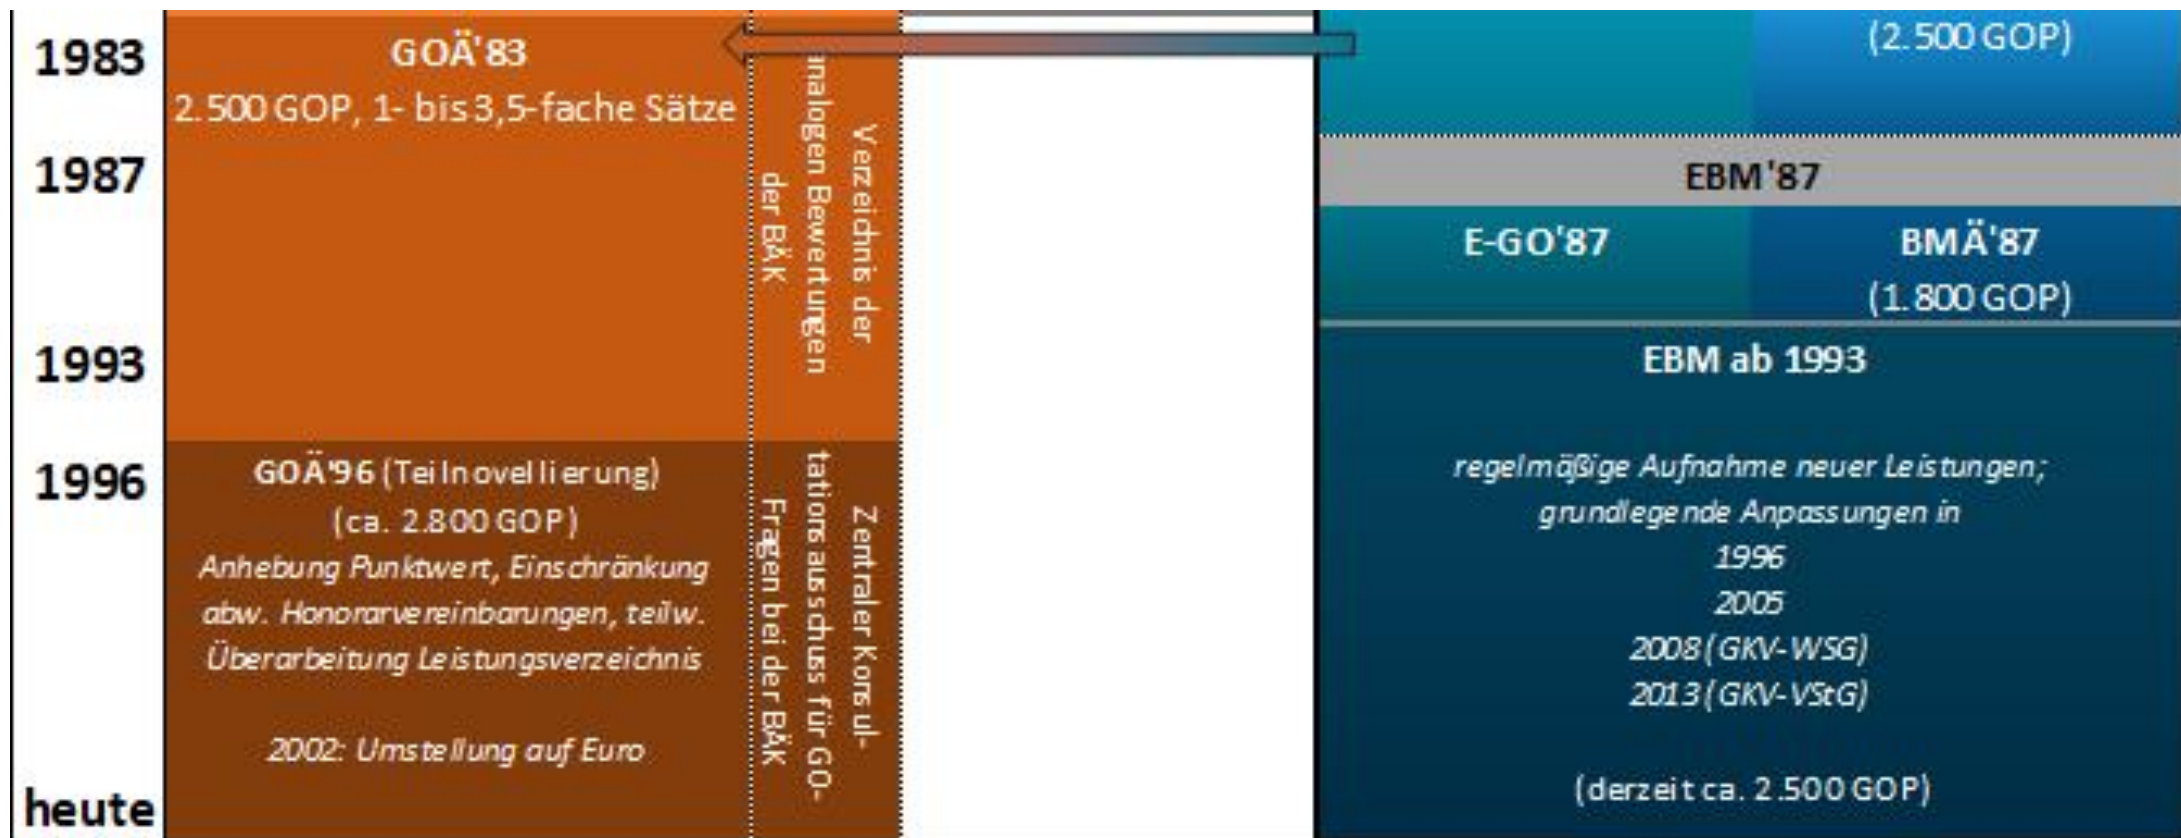 1983
GOÄ'83
2.500 GOP, 1- bis 3,5-fache Sätze
1987
1993
1996
GOÄ'96 (Teilnovellierung)
(ca. 2.800 GOP)
Anhebung Punktwert, Einschränkung
abw. Honorarvereinbarungen, teilw.
Überarbeitung Leistungsverzeichnis
2002: Umstellung auf Euro
heute
Verzeichnis der
analogen Bewertungen
der BÄK
Zentraler Konsul-
tationsausschuss für GO-
Fragen bei der BÄK
(2.500 GOP)
EBM'87
E-GO'87
BMÄ'87
(1.800 GOP)
EBM ab 1993
regelmäßige Aufnahme neuer Leistungen;
grundlegende Anpassungen in
1996
2005
2008 (GKV-WSG)
2013 (GKV-VStG)
(derzeit ca. 2.500 GOP)